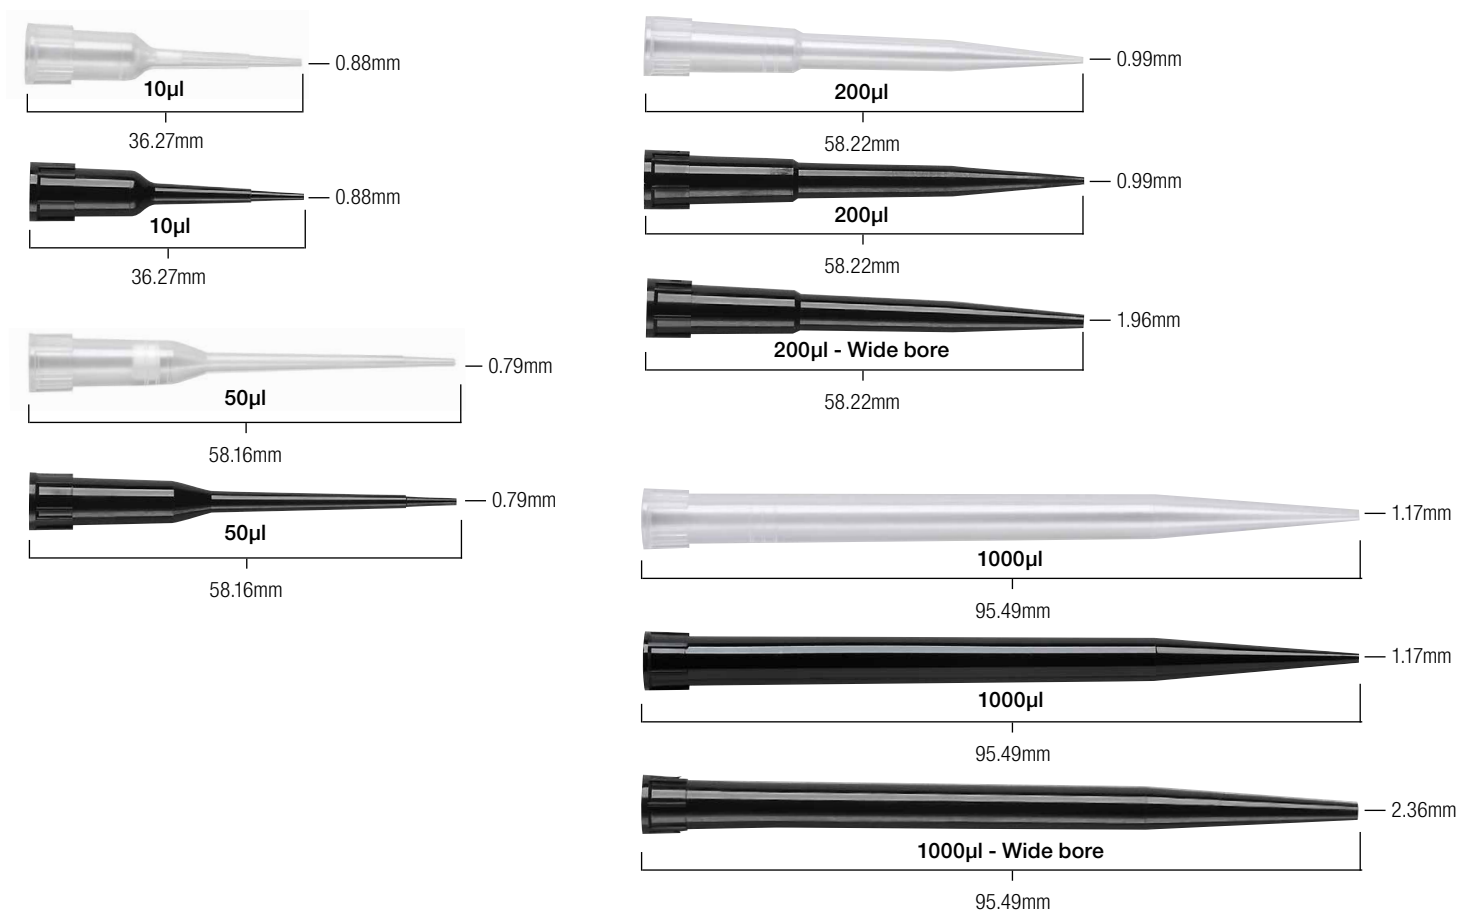 0.88mm
10µl
36.27mm
0.88mm
10µl
36.27mm
0.79mm
50µl
58.16mm
0.79mm
50µl
58.16mm
0.99mm
200µl
58.22mm
0.99mm
200µl
58.22mm
1.96mm
200µl - Wide bore
58.22mm
1.17mm
1000µl
95.49mm
1.17mm
1000µl
95.49mm
2.36mm
1000µl - Wide bore
95.49mm